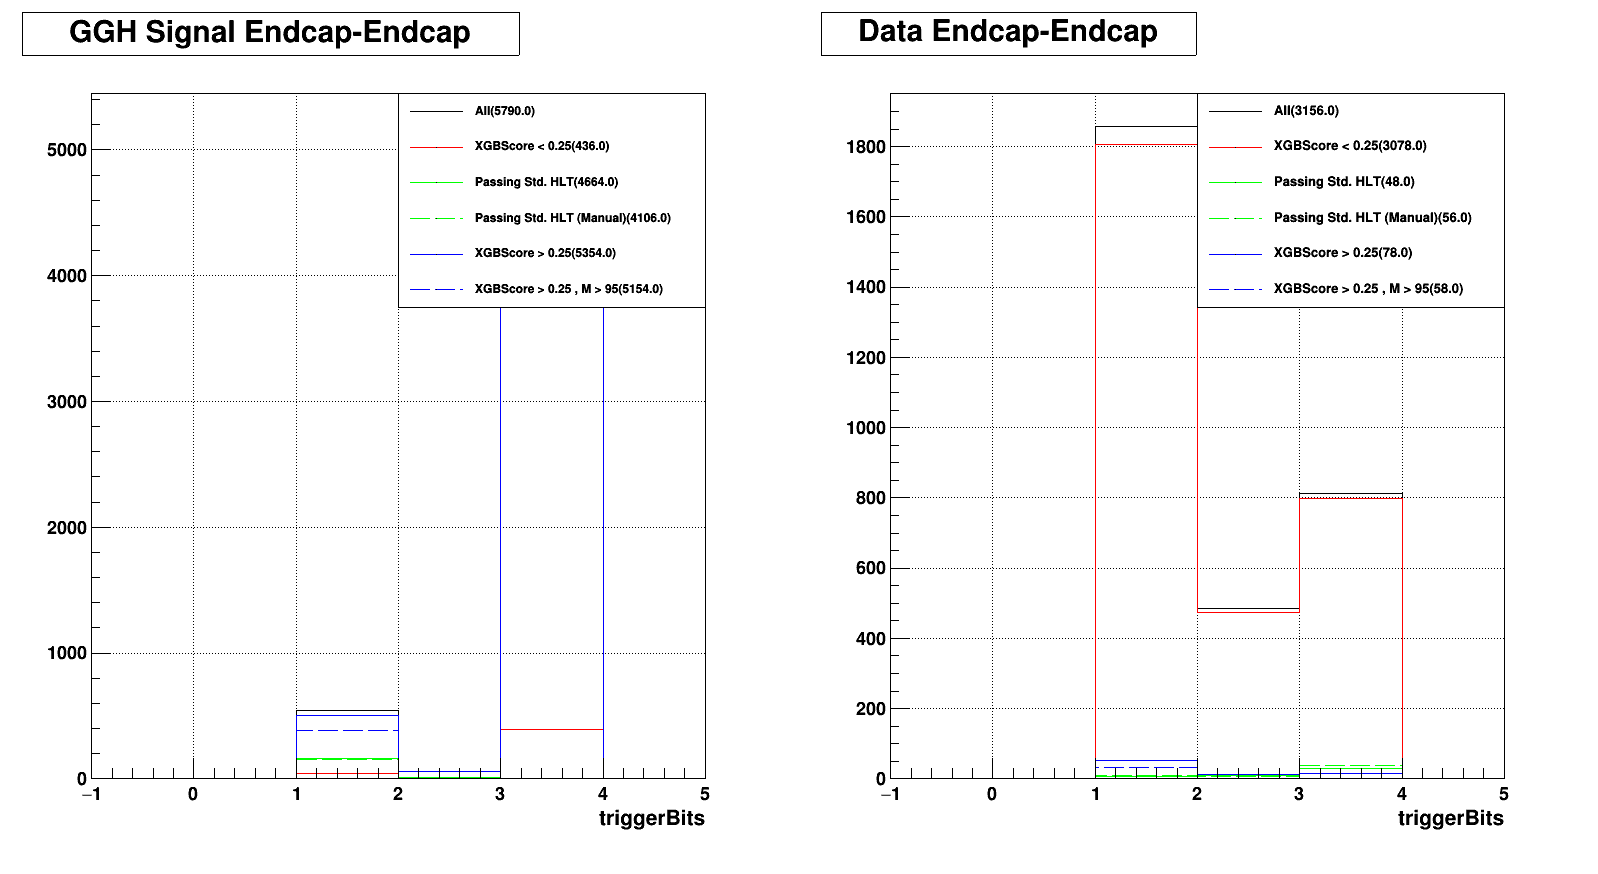 GGH Signal Endcap-Endcap
All(5790.0)
XGBScore < 0.25(436.0)
Passing Std. HLT(4664.0)
Passing Std. HLT (Manual)(4106.0)
XGBScore > 0.25(5354.0)
XGBScore > 0.25 , M > 95(5154.0)
5000
4000
3000
2000
1000
0
−1 0 1 2 3 4 5
triggerBits
Data Endcap-Endcap
All(3156.0)
XGBScore < 0.25(3078.0)
Passing Std. HLT(48.0)
Passing Std. HLT (Manual)(56.0)
XGBScore > 0.25(78.0)
XGBScore > 0.25 , M > 95(58.0)
1800
1600
1400
1200
1000
800
600
400
200
0
−1 0 1 2 3 4 5
triggerBits